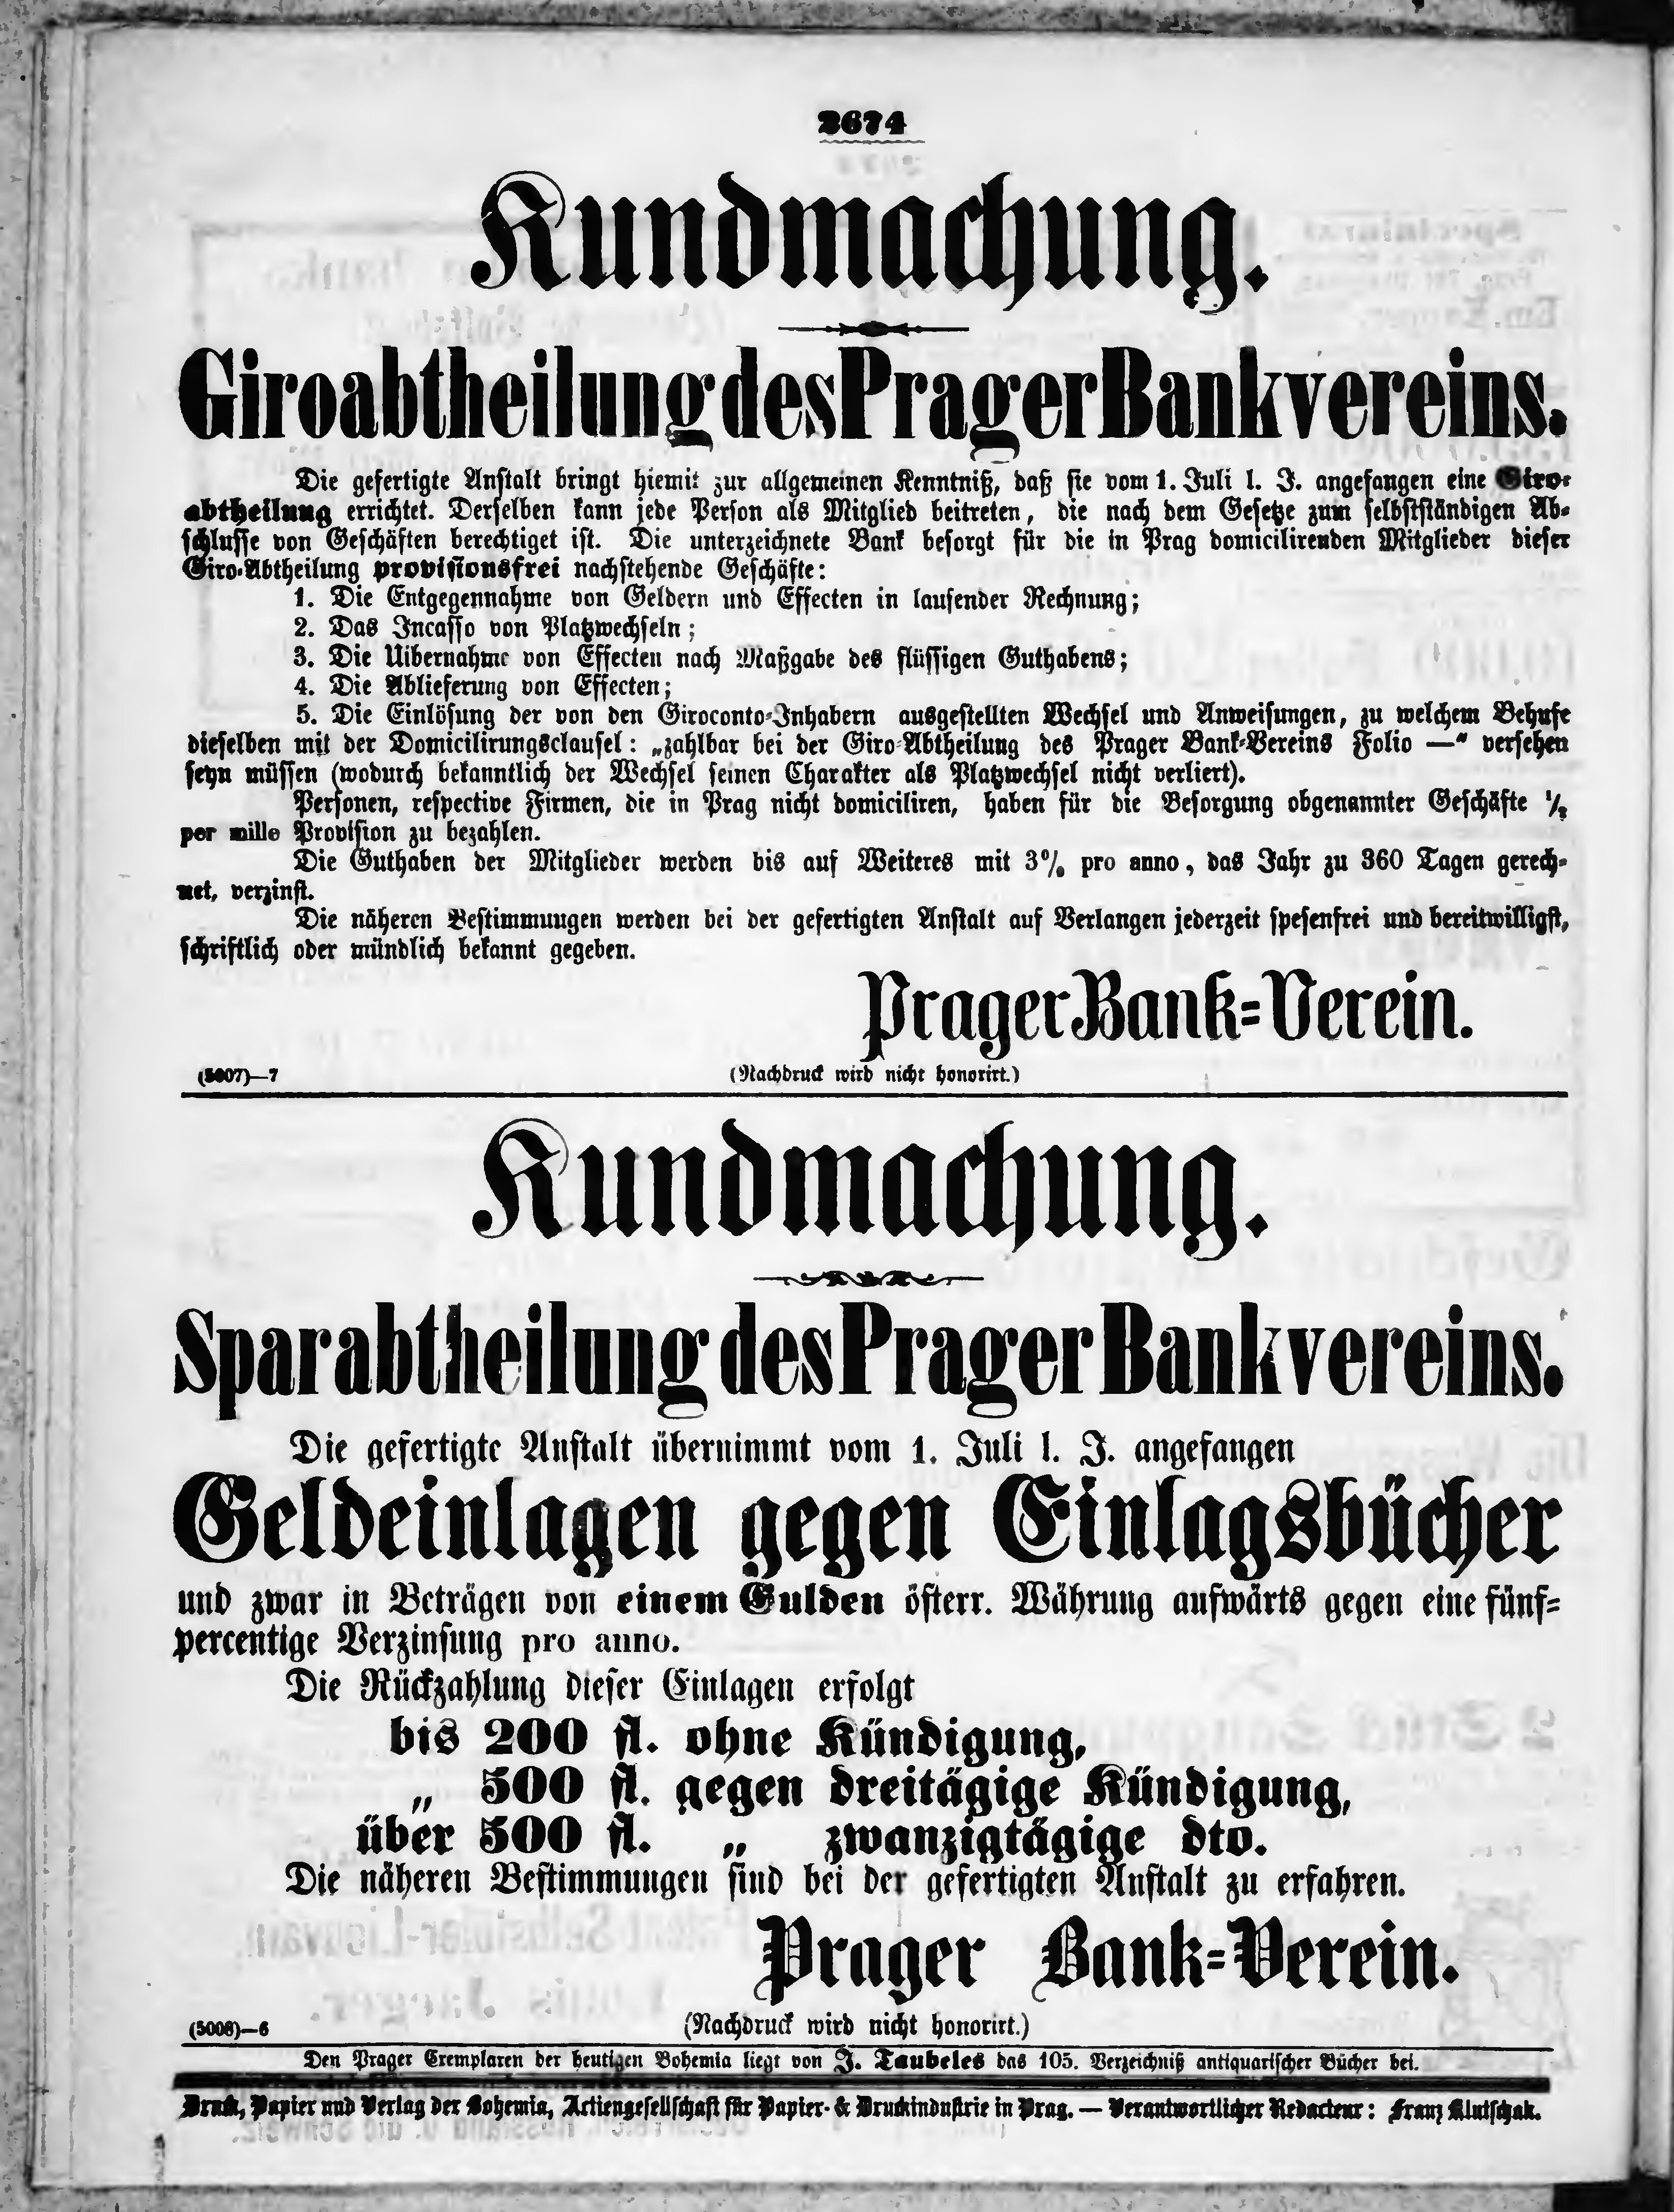 2674
Kundmachung.
Giroabtheilung des Prager Bankvereins.
Die gefertigte Anstalt bringt hiemit zur allgemeinen Kenntniß, daß sie vom 1. Juli l. J. angefangen eine Giro-
abtheilung errichtet. Derselben kann jede Person als Mitglied beitreten, die nach dem Gesetze zum selbstständigen Ab-
schlusse von Geschäften berechtiget ist. Die unterzeichnete Bank besorgt für die in Prag domicilirenden Mitglieder dieser
Giro-Abtheilung provisionsfrei nachstehende Geschäfte:
1. Die Entgegennahme von Geldern und Effecten in laufender Rechnung;
2. Das Incasso von Platzwechseln;
3. Die Uibernahme von Effecten nach Maßgabe des flüssigen Guthabens;
4. Die Ablieferung von Effecten;
5. Die Einlösung der von den Giroconto-Inhabern ausgestellten Wechsel und Anweisungen, zu welchem Behufe
dieselben mit der Domicilirungsclausel: „zahlbar bei der Giro-Abtheilung des Prager Bank-Vereins Folio —“ versehen
seyn müssen (wodurch bekanntlich der Wechsel seinen Charakter als Platzwechsel nicht verliert).
Personen, respective Firmen, die in Prag nicht domiciliren, haben für die Besorgung obgenannter Geschäfte ½
per mille Provision zu bezahlen.
Die Guthaben der Mitglieder werden bis auf Weiteres mit 3% pro anno, das Jahr zu 360 Tagen gerech-
net, verzinst.
Die näheren Bestimmungen werden bei der gefertigten Anstalt auf Verlangen jederzeit spesenfrei und bereitwilligst,
schriftlich oder mündlich bekannt gegeben.
Prager Bank-Verein.
(5007)—7 (Nachdruck wird nicht honorirt.)
Kundmachung.
Sparabtheilung des Prager Bankvereins.
Die gefertigte Anstalt übernimmt vom 1. Juli l. J. angefangen
Geldeinlagen gegen Einlagsbücher
und zwar in Beträgen von einem Gulden österr. Währung aufwärts gegen eine fünf-
percentige Verzinsung pro anno.
Die Rückzahlung dieser Einlagen erfolgt
bis 200 fl. ohne Kündigung,
„ 500 fl. gegen dreitägige Kündigung,
über 500 fl. „ zwanzigtägige dto.
Die näheren Bestimmungen sind bei der gefertigten Anstalt zu erfahren.
Prager Bank-Verein.
(5008)—6 (Nachdruck wird nicht honorirt.)
Den Prager Exemplaren der heutigen Bohemia liegt von J. Taubeles das 105. Verzeichniß antiquarischer Bücher bei.
Druck, Papier und Verlag der Bohemia, Actiengesellschaft für Papier- & Druckindustrie in Prag. — Verantwortlicher Redacteur: Franz Klutschak.